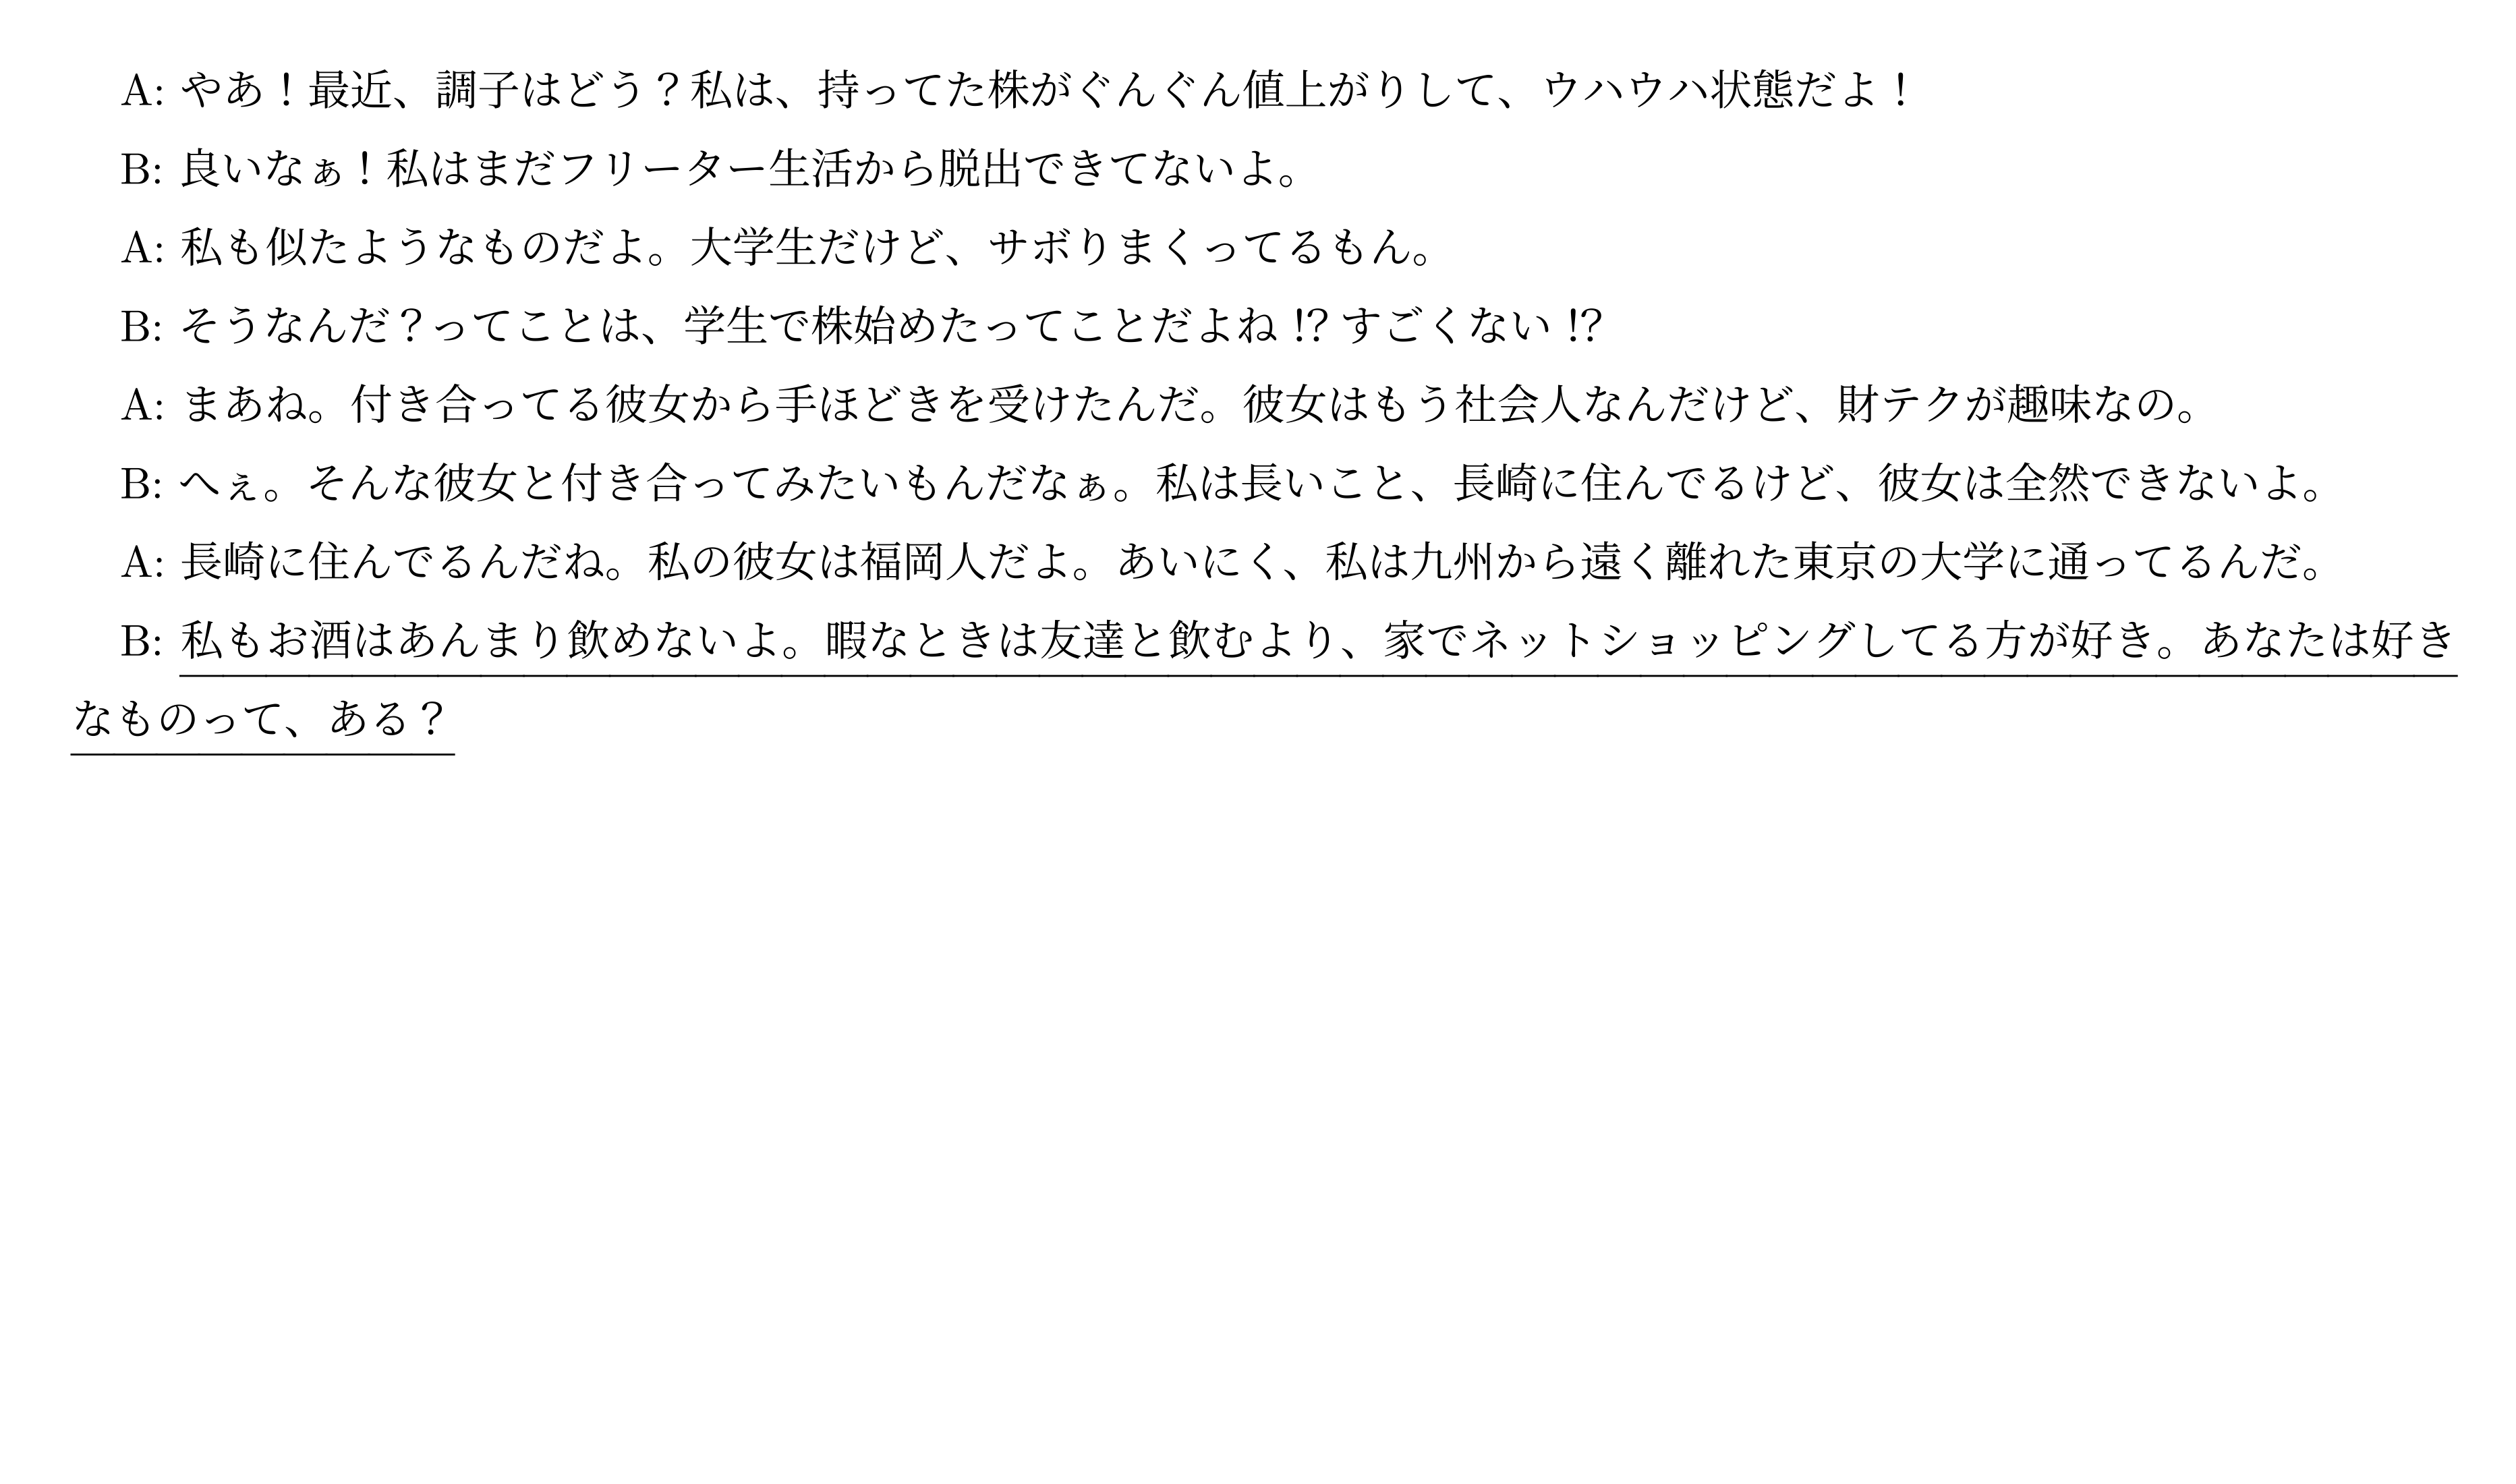 A: やあ！最近、調子はどう？私は、持ってた株がぐんぐん値上がりして、ウハウハ状態だよ！
B: 良いなぁ！私はまだフリーター生活から脱出できてないよ。
A: 私も似たようなものだよ。大学生だけど、サボりまくってるもん。
B: そうなんだ？ってことは、学生で株始めたってことだよね⁉すごくない⁉
A: まあね。付き合ってる彼女から手ほどきを受けたんだ。彼女はもう社会人なんだけど、財テクが趣味なの。
B: へぇ。そんな彼女と付き合ってみたいもんだなぁ。私は長いこと、長崎に住んでるけど、彼女は全然できないよ。
A: 長崎に住んでるんだね。私の彼女は福岡人だよ。あいにく、私は九州から遠く離れた東京の大学に通ってるんだ。
B: 私もお酒はあんまり飲めないよ。暇なときは友達と飲むより、家でネットショッピングしてる方が好き。あなたは好き
なものって、ある？